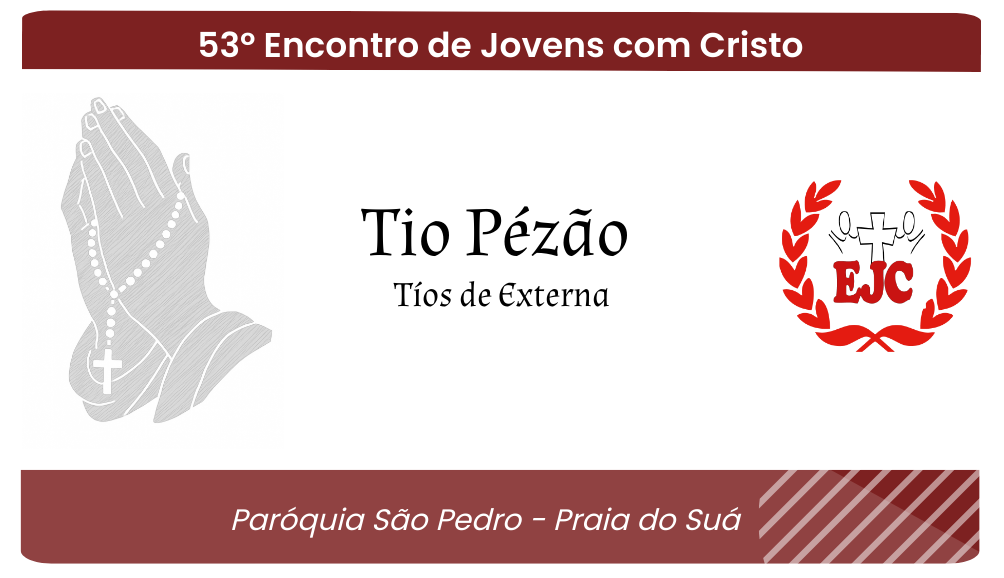 53º Encontro de Jovens com Cristo
Tio Pézão
Tíos de Externa
EJC
Paróquia São Pedro - Praia do Suá